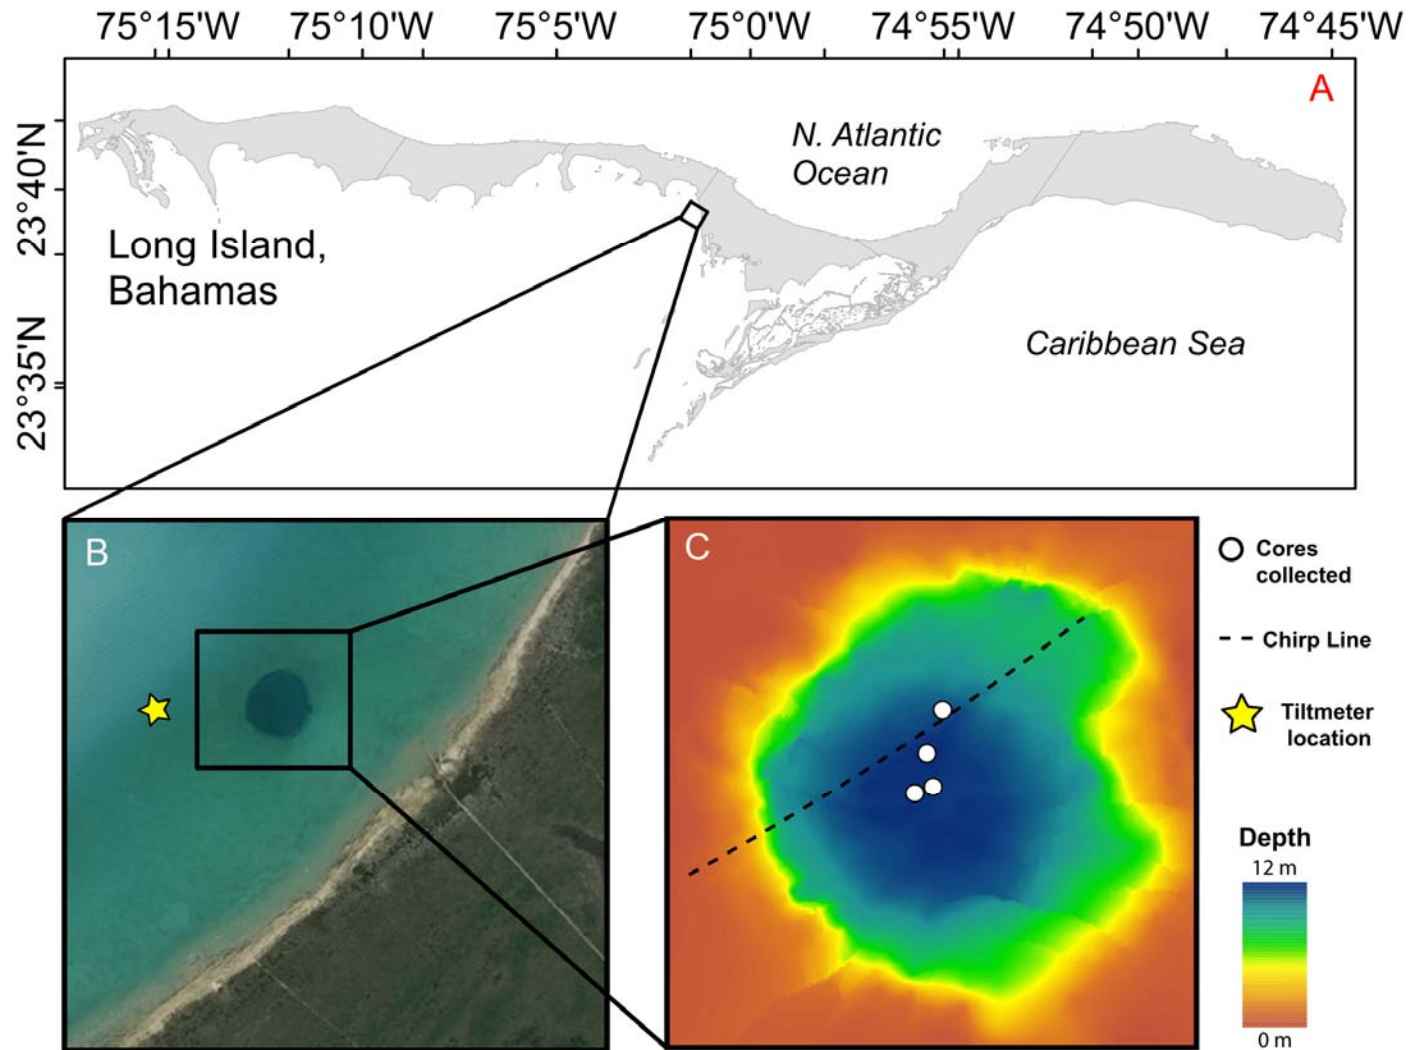 75°15'W 75°10'W 75°5'W 75°0'W 74°55'W 74°50'W 74°45'W
A
23°40'N
23°35'N
N. Atlantic
Ocean
Long Island,
Bahamas
Caribbean Sea
B
C
Cores
collected
Chirp Line
Tiltmeter
location
Depth
12 m
0 m